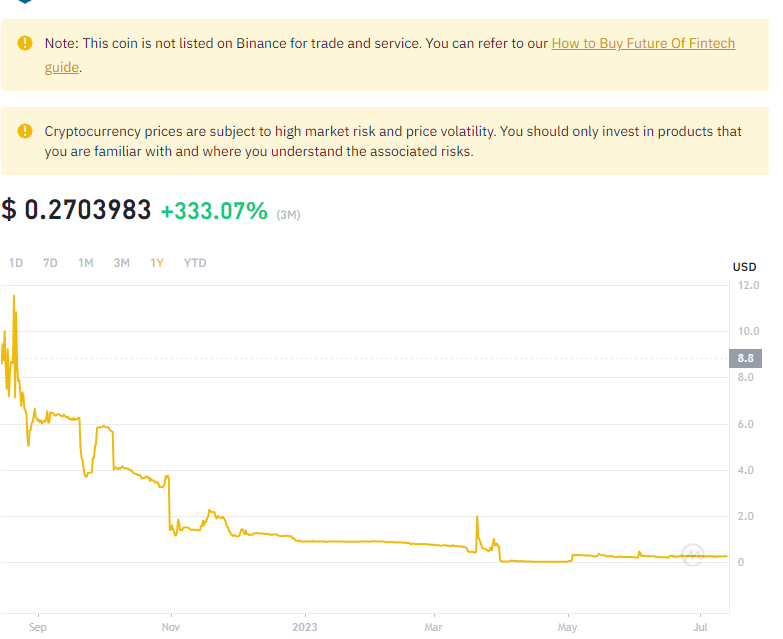 Note: This coin is not listed on Binance for trade and service. You can refer to our How to Buy Future Of Fintech
guide.
Cryptocurrency prices are subject to high market risk and price volatility. You should only invest in products that
you are familiar with and where you understand the associated risks.
$ 0.2703983 +333.07% (3M)
1D 7D 1M 3M 1Y YTD
USD
12.0
10.0
8.8
8.0
6.0
4.0
2.0
0
Sep Nov 2023 Mar May Jul